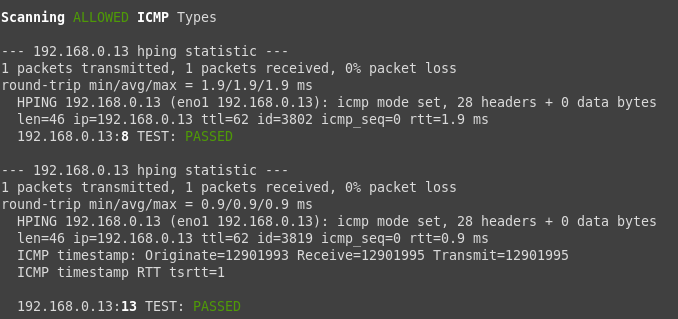 Scanning ALLOWED ICMP Types
--- 192.168.0.13 hping statistic ---
1 packets transmitted, 1 packets received, 0% packet loss
round-trip min/avg/max = 1.9/1.9/1.9 ms
HPING 192.168.0.13 (eno1 192.168.0.13): icmp mode set, 28 headers + 0 data bytes
len=46 ip=192.168.0.13 ttl=62 id=3802 icmp_seq=0 rtt=1.9 ms
192.168.0.13:8 TEST: PASSED
--- 192.168.0.13 hping statistic ---
1 packets transmitted, 1 packets received, 0% packet loss
round-trip min/avg/max = 0.9/0.9/0.9 ms
HPING 192.168.0.13 (eno1 192.168.0.13): icmp mode set, 28 headers + 0 data bytes
len=46 ip=192.168.0.13 ttl=62 id=3819 icmp_seq=0 rtt=0.9 ms
ICMP timestamp: Originate=12901993 Receive=12901995 Transmit=12901995
ICMP timestamp RTT tsrtt=1
192.168.0.13:13 TEST: PASSED